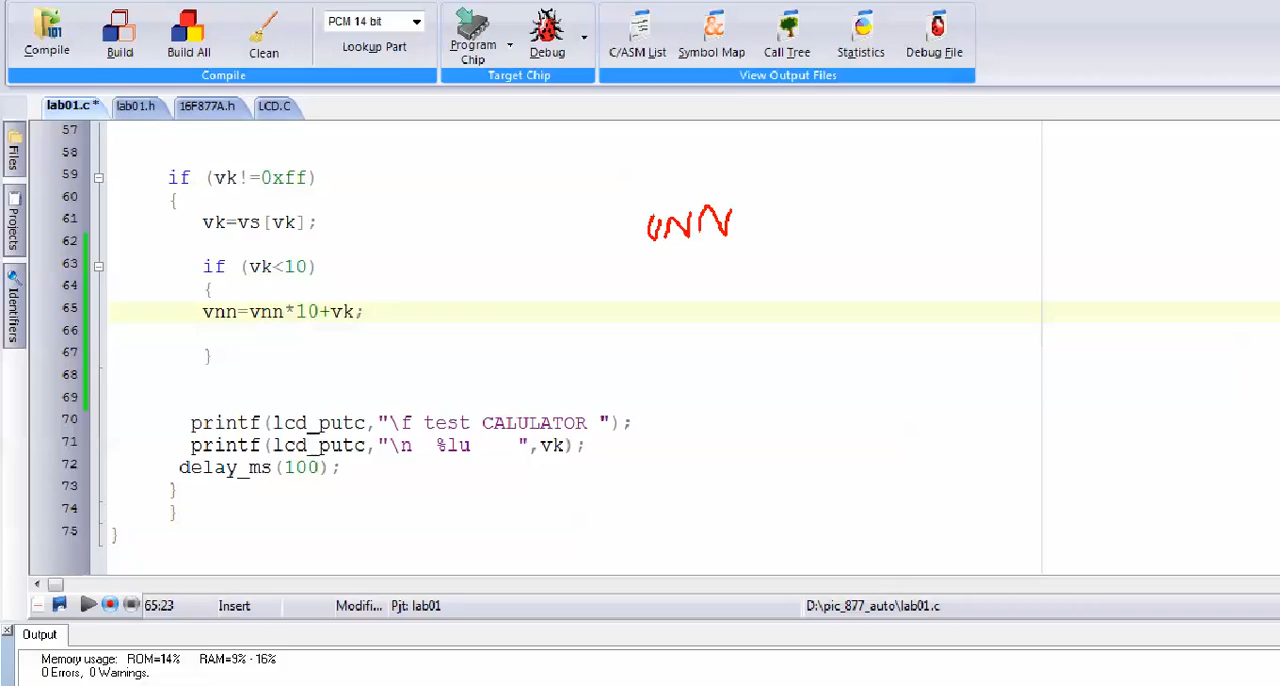 Compile
Build
Build All
Clean
PCM 14 bit
Lookup Part
Compile
Program
Chip
Debug
Target Chip
C/ASM List
Symbol Map
Call Tree
Statistics
Debug File
View Output Files
lab01.c *
lab01.h
16F877A.h
LCD.C
Files
Projects
Identifiers
57
58
59 if (vk!=0xff)
60 {
61 vk=vs[vk];
62
63 if (vk<10)
64 {
65 vnn=vnn*10+vk;
66
67 }
68
69
70 printf(lcd_putc,"\f test CALULATOR ");
71 printf(lcd_putc,"\n %lu ",vk);
72 delay_ms(100);
73 }
74 }
75 }
65:23 Insert Modifi... Pjt: lab01 D:\pic_877_auto\lab01.c
Output
Memory usage: ROM=14% RAM=9% - 16%
0 Errors, 0 Warnings.